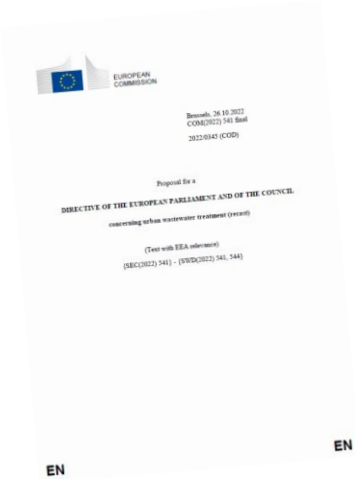 EUROPEAN
COMMISSION
Brussels, 26.10.2022
COM(2022) 541 final
2022/0345 (COD)
Proposal for a
DIRECTIVE OF THE EUROPEAN PARLIAMENT AND OF THE COUNCIL
concerning urban wastewater treatment (recast)
(Text with EEA relevance)
{SEC(2022) 541} - {SWD(2022) 541, 544}
EN
EN